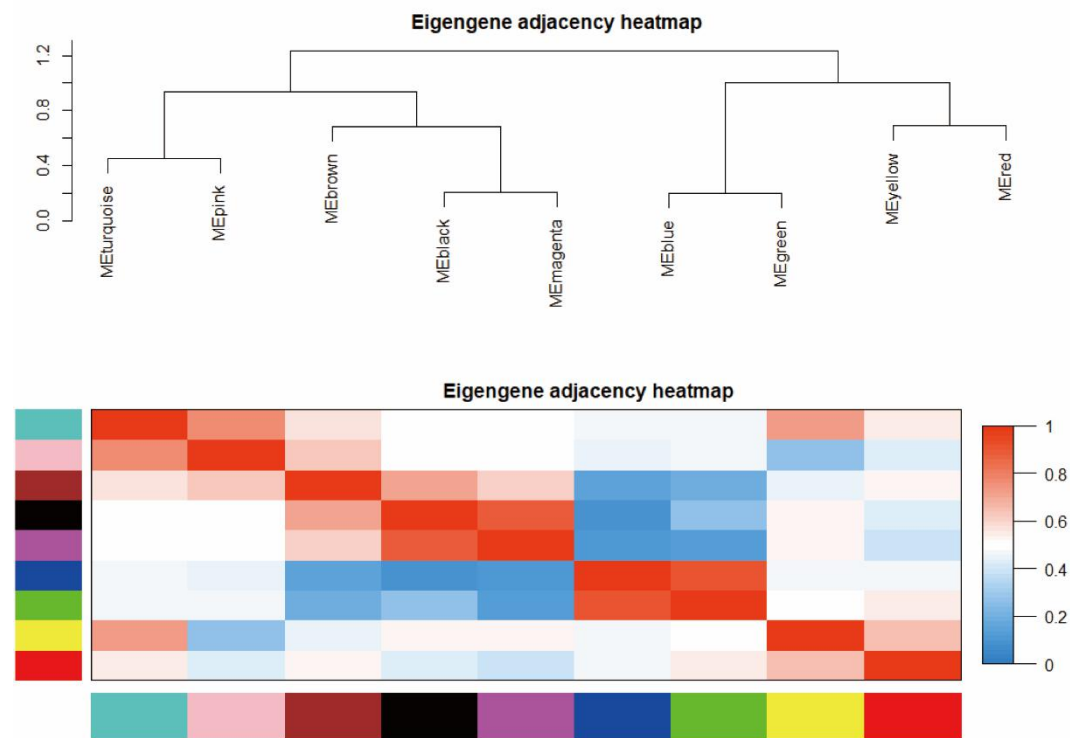 Eigengene adjacency heatmap
1.2
0.8
0.4
0.0
MEturquoise
MEpink
MEbrown
MEblack
MEmagenta
MEblue
MEgreen
MEyellow
MEred
Eigengene adjacency heatmap
1
0.8
0.6
0.4
0.2
0